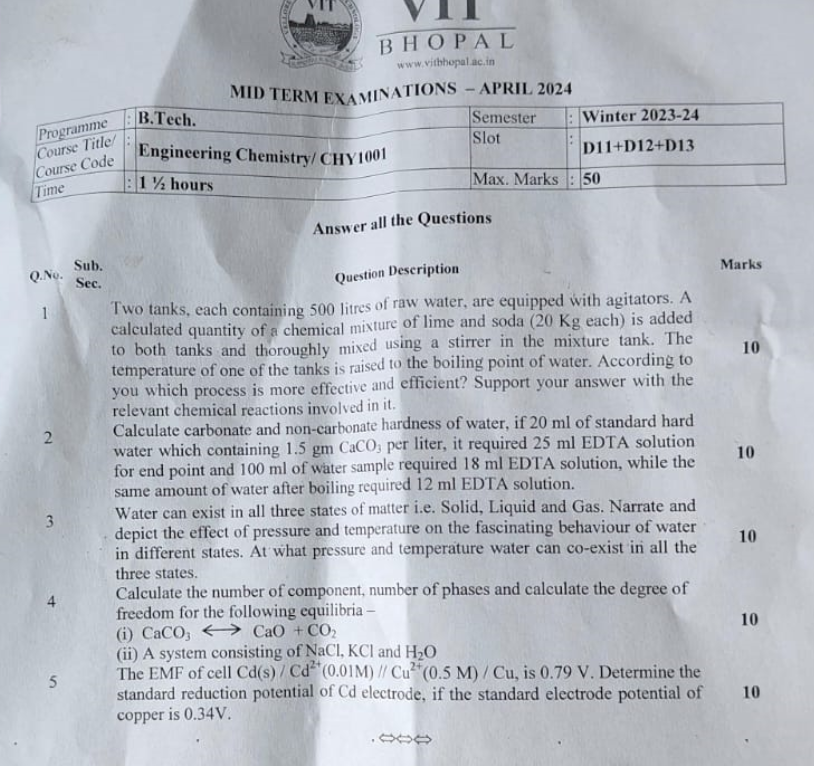 VIT
VIT
BHOPAL
www.vitbhopal.ac.in
MID TERM EXAMINATIONS – APRIL 2024
Programme : B.Tech. Semester : Winter 2023-24
Course Title/ Course Code : Engineering Chemistry/ CHY1001 Slot : D11+D12+D13
Time : 1 ½ hours Max. Marks : 50
Answer all the Questions
Q.No. Sub. Sec. Question Description Marks
1 Two tanks, each containing 500 litres of raw water, are equipped with agitators. A
calculated quantity of a chemical mixture of lime and soda (20 Kg each) is added
to both tanks and thoroughly mixed using a stirrer in the mixture tank. The
temperature of one of the tanks is raised to the boiling point of water. According to 10
you which process is more effective and efficient? Support your answer with the
relevant chemical reactions involved in it.
2 Calculate carbonate and non-carbonate hardness of water, if 20 ml of standard hard
water which containing 1.5 gm CaCO₃ per liter, it required 25 ml EDTA solution 10
for end point and 100 ml of water sample required 18 ml EDTA solution, while the
same amount of water after boiling required 12 ml EDTA solution.
3 Water can exist in all three states of matter i.e. Solid, Liquid and Gas. Narrate and
depict the effect of pressure and temperature on the fascinating behaviour of water 10
in different states. At what pressure and temperature water can co-exist in all the
three states.
4 Calculate the number of component, number of phases and calculate the degree of
freedom for the following equilibria – 10
(i) CaCO₃ ⟷ CaO + CO₂
(ii) A system consisting of NaCl, KCl and H₂O
5 The EMF of cell Cd(s) / Cd²⁺(0.01M) // Cu²⁺(0.5 M) / Cu, is 0.79 V. Determine the
standard reduction potential of Cd electrode, if the standard electrode potential of 10
copper is 0.34V.
⇔⇔⇔